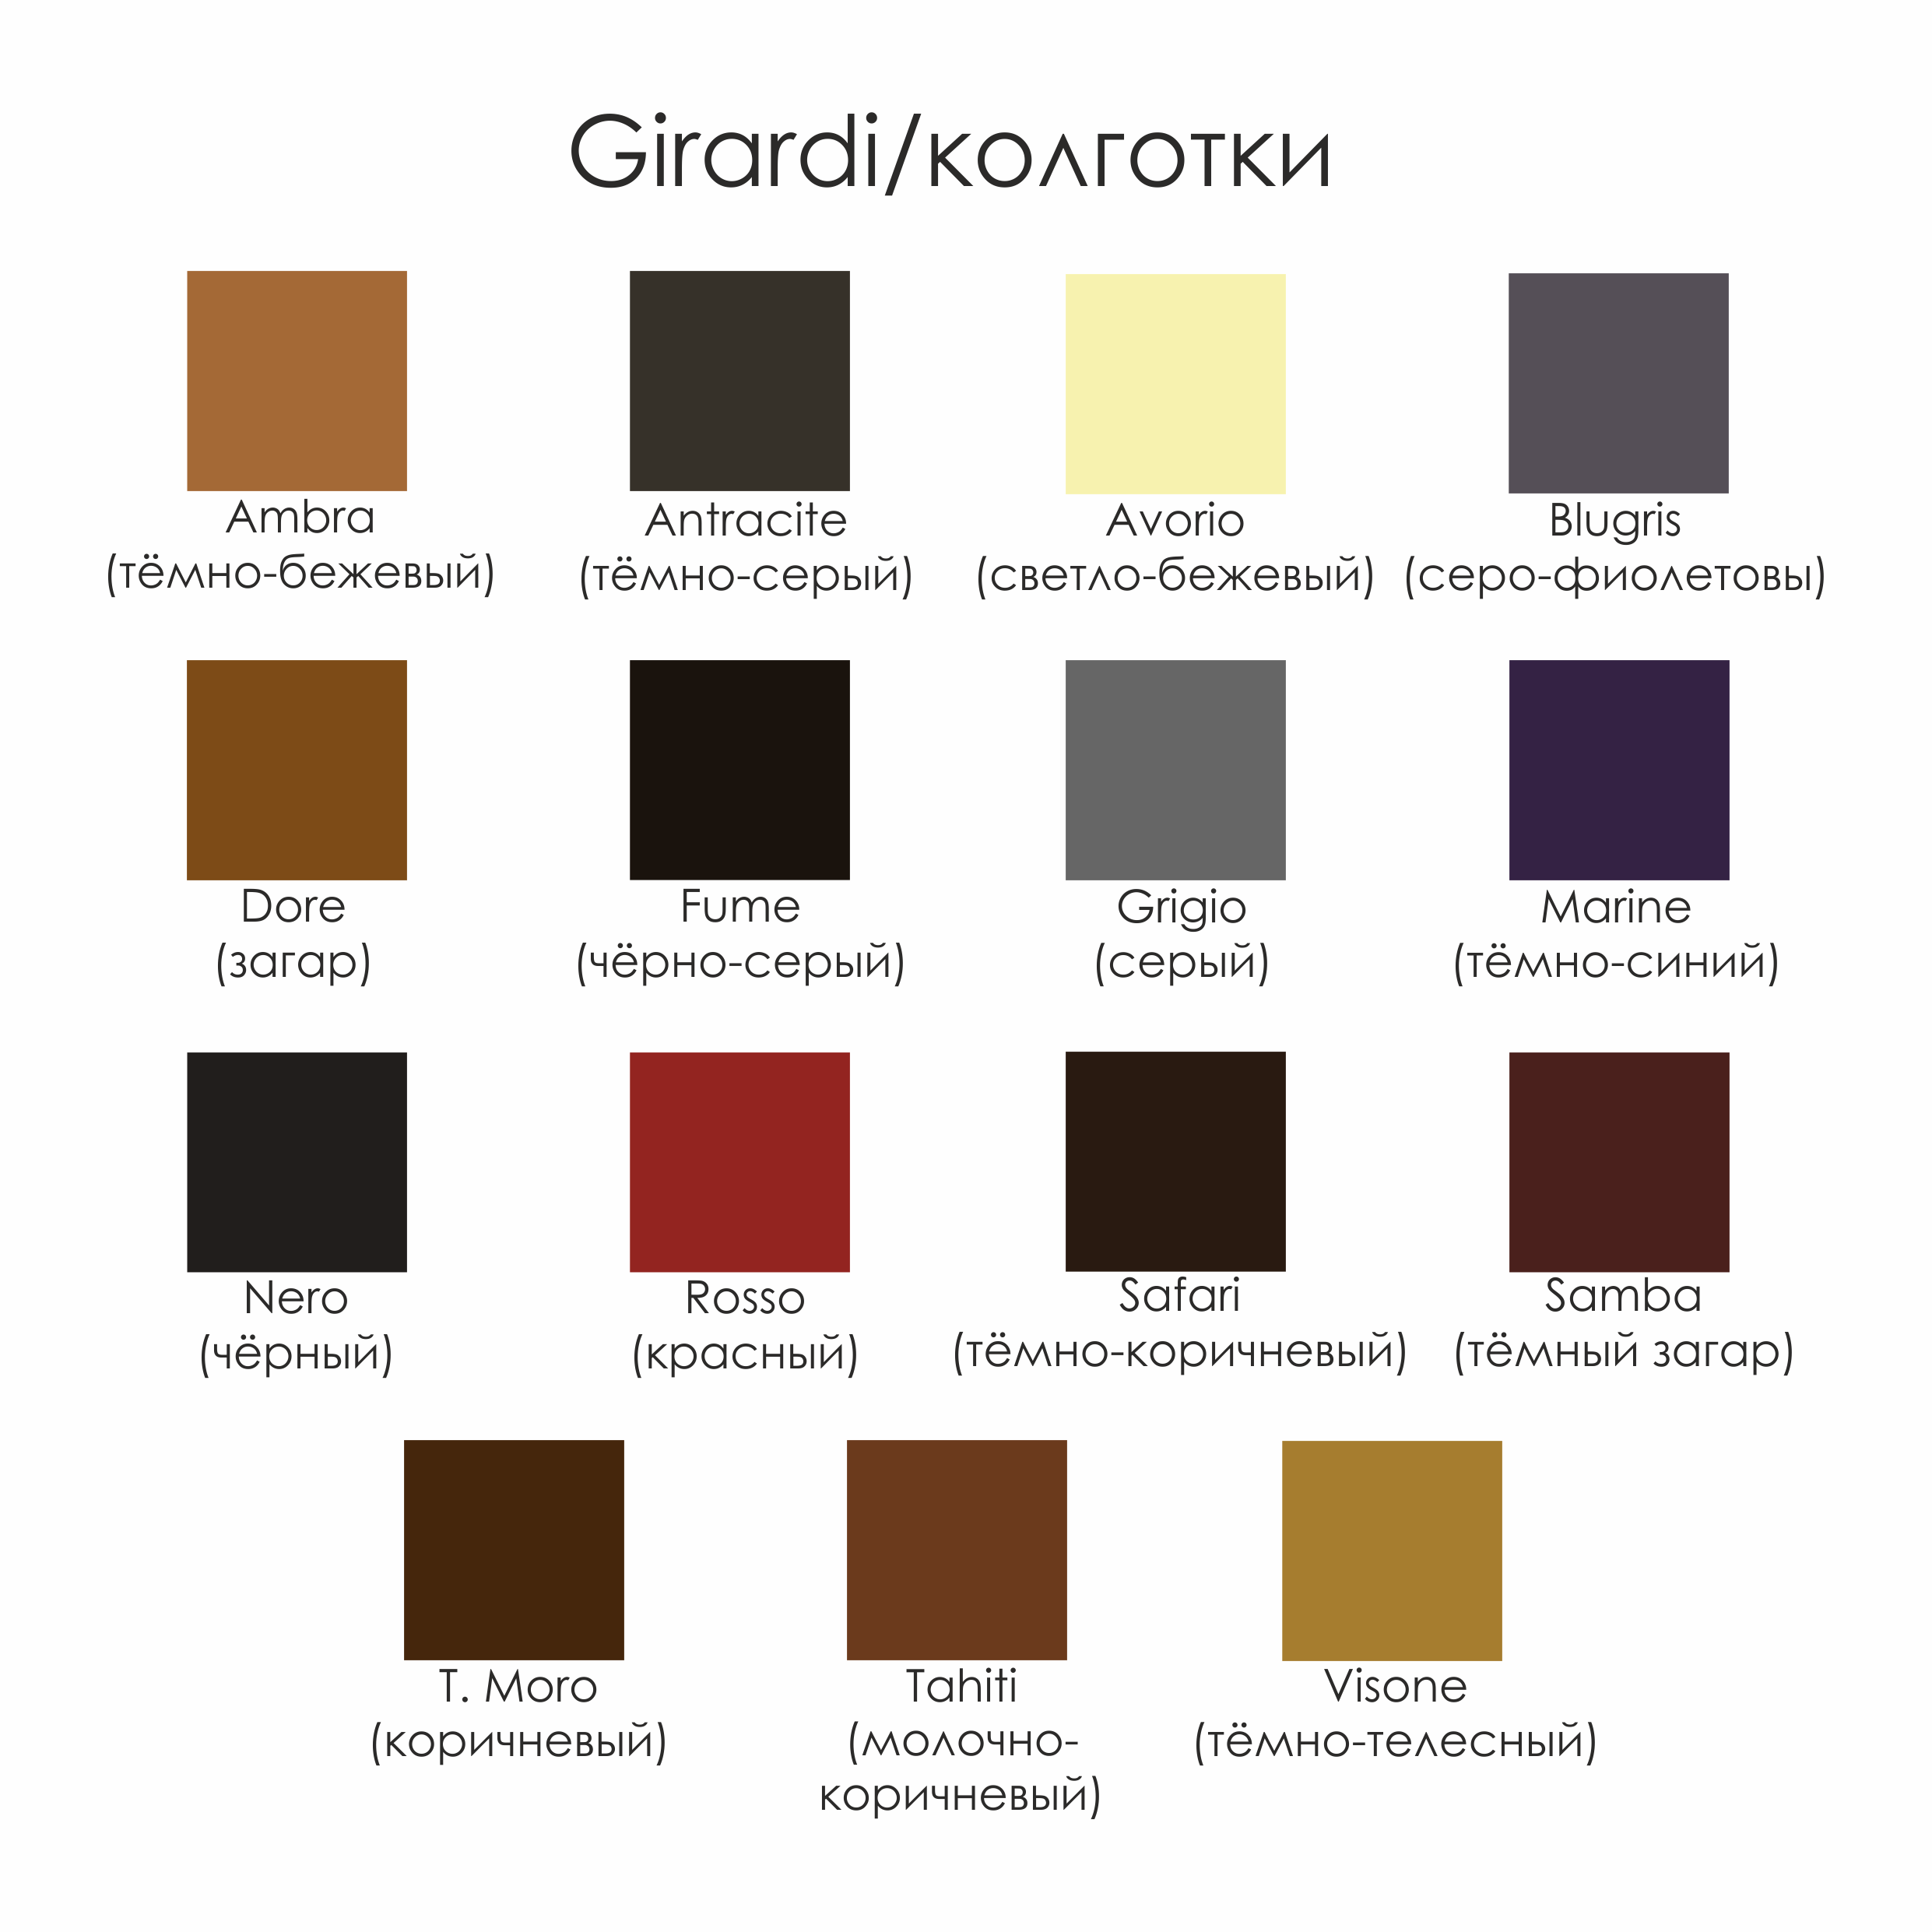 Girardi/колготки
Ambra
(тёмно-бежевый)
Antracite
(тёмно-серый)
Avorio
(светло-бежевый)
Blugris
(серо-фиолетовы)
Dore
(загар)
Fume
(чёрно-серый)
Grigio
(серый)
Marine
(тёмно-синий)
Nero
(чёрный)
Rosso
(красный)
Safari
(тёмно-коричневый)
Samba
(тёмный загар)
T. Moro
(коричневый)
Tahiti
(молочно-
коричневый)
Visone
(тёмно-телесный)